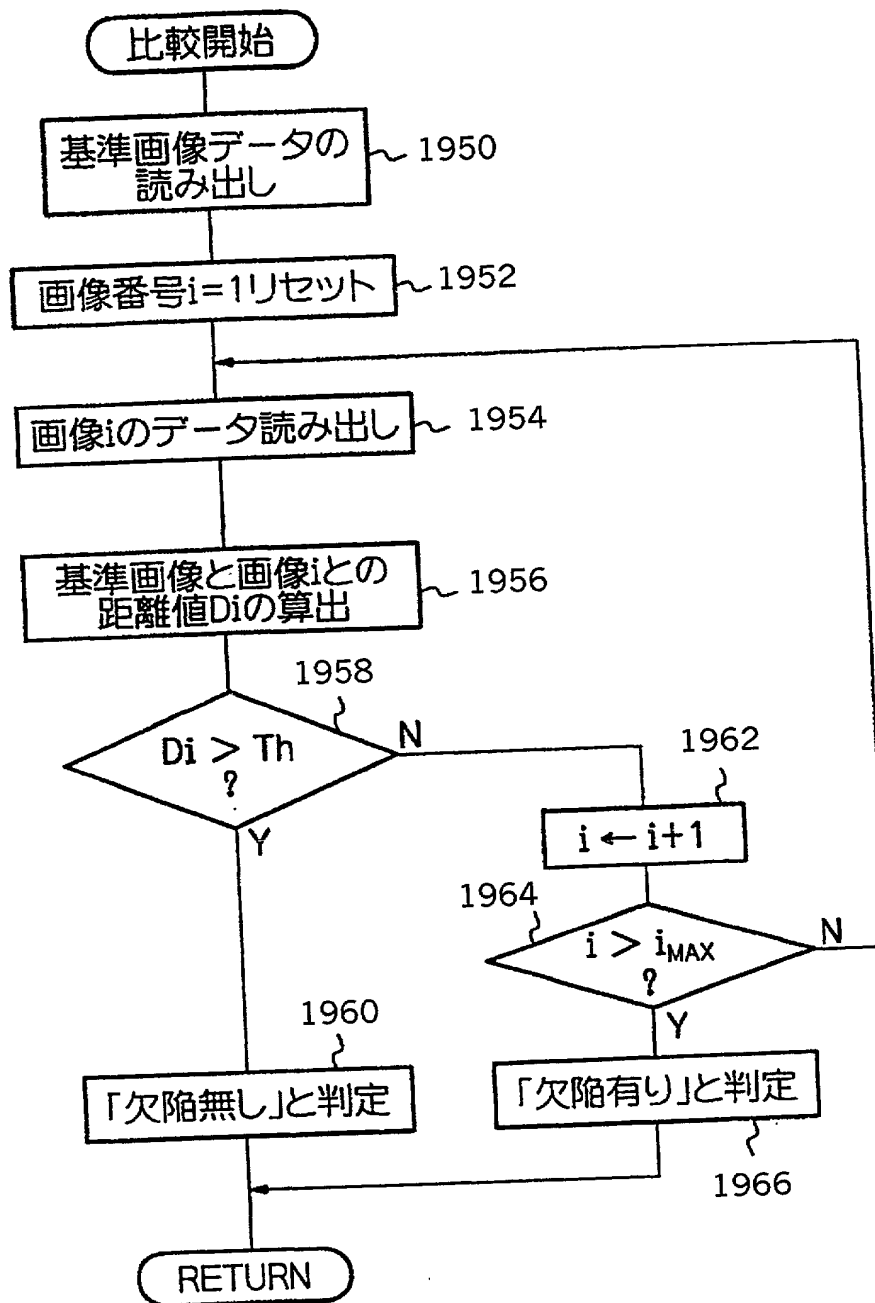 比較開始
基準画像データの
読み出し
1950
画像番号i=1リセット
1952
画像iのデータ読み出し
1954
基準画像と画像iとの
距離値Diの算出
1956
1958
Di > Th
?
N
Y
1962
i ← i+1
1964
i > iMAX
?
N
Y
1960
「欠陥無し」と判定
「欠陥有り」と判定
1966
RETURN